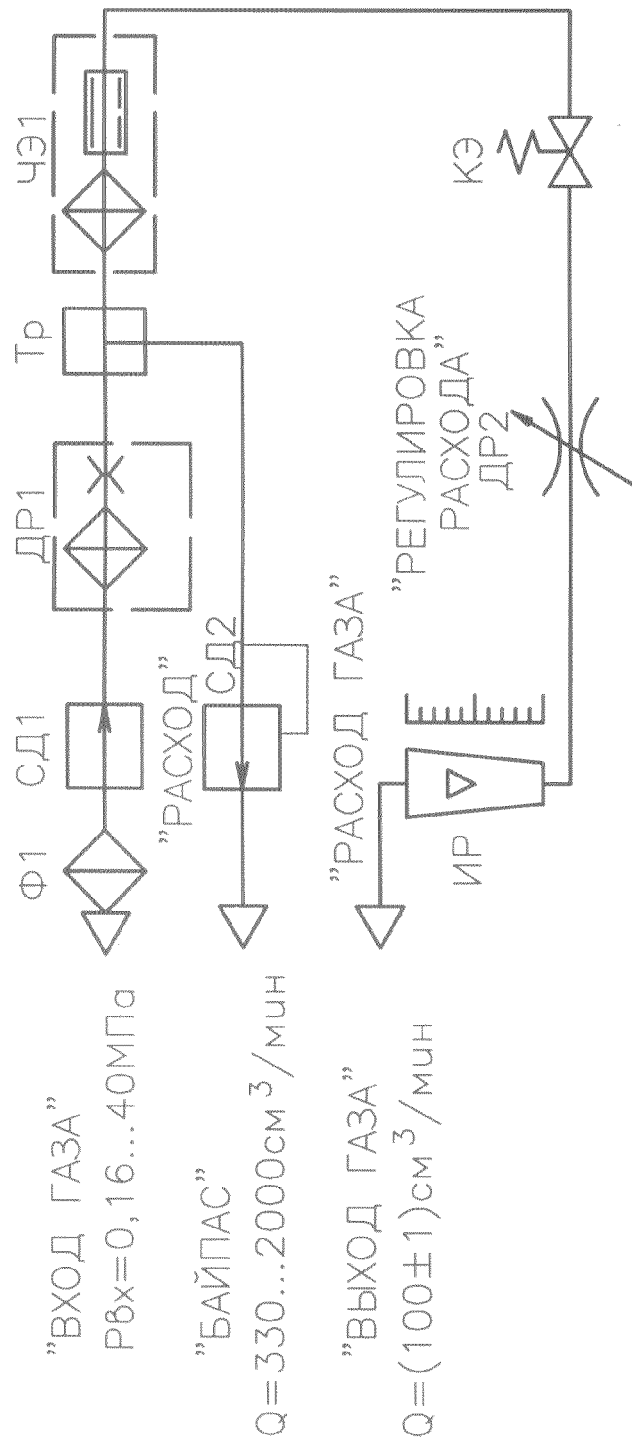 "ВХОД ГАЗА"
Рвх=0,16...40МПа
Ф1
СД1
ДР1
Тр
ЧЭ1
"БАЙПАС"
Q=330...2000см³/мин
"РАСХОД"
СД2
"ВЫХОД ГАЗА"
Q=(100±1)см³/мин
"РАСХОД ГАЗА"
ИР
"РЕГУЛИРОВКА
РАСХОДА"
ДР2
КЭ